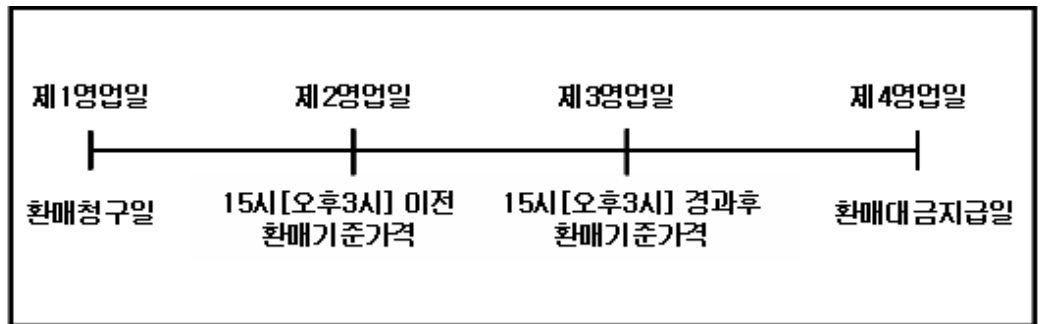 제1영업일 제2영업일 제3영업일 제4영업일
환매청구일
15시[오후3시] 이전
환매기준가격
15시[오후3시] 경과후
환매기준가격
환매대금지급일